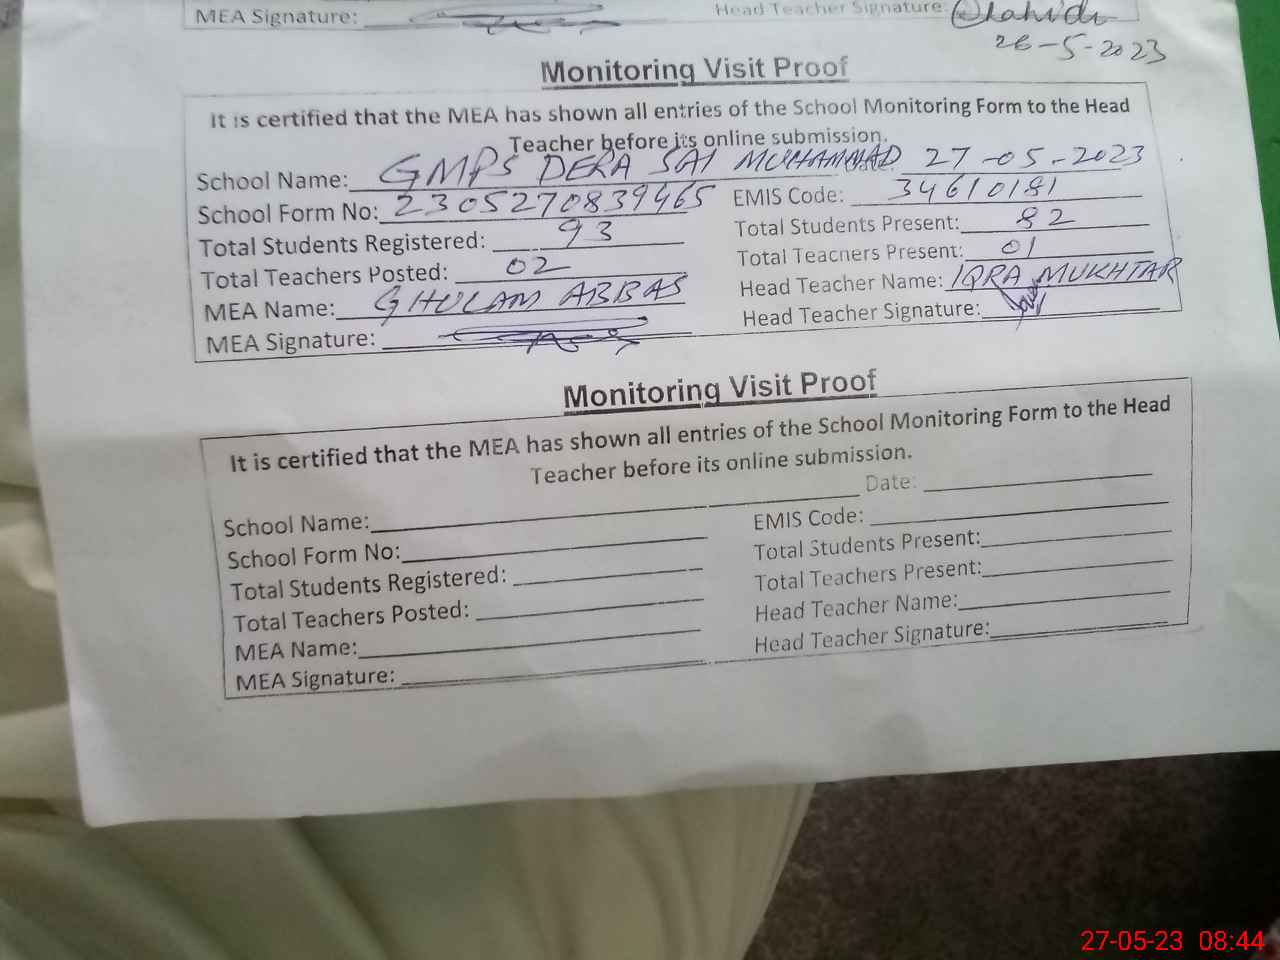 MEA Signature: Head Teacher Signature:
26-5-2023
Monitoring Visit Proof
It is certified that the MEA has shown all entries of the School Monitoring Form to the Head
Teacher before its online submission.
School Name: GMPS DERA SAI MUHAMMAD Date: 27-05-2023
School Form No: 2305270839465 EMIS Code: 34610181
Total Students Registered: 93 Total Students Present: 82
Total Teachers Posted: 02 Total Teachers Present: 01
MEA Name: GHULAM ABBAS Head Teacher Name: IQRA MUKHTAR
MEA Signature: Head Teacher Signature:
Monitoring Visit Proof
It is certified that the MEA has shown all entries of the School Monitoring Form to the Head
Teacher before its online submission.
School Name: Date:
School Form No: EMIS Code:
Total Students Registered: Total Students Present:
Total Teachers Posted: Total Teachers Present:
MEA Name: Head Teacher Name:
MEA Signature: Head Teacher Signature:
27-05-23 08:44